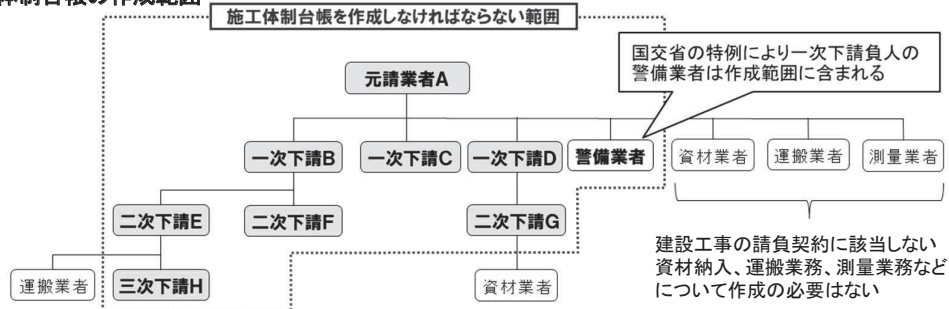 体制台帳の作成範囲
施工体制台帳を作成しなければならない範囲
国交省の特例により一次下請負人の
警備業者は作成範囲に含まれる
元請業者A
一次下請B
一次下請C
一次下請D
警備業者
資材業者
運搬業者
測量業者
二次下請E
二次下請F
二次下請G
建設工事の請負契約に該当しない
資材納入、運搬業務、測量業務など
について作成の必要はない
運搬業者
三次下請H
資材業者